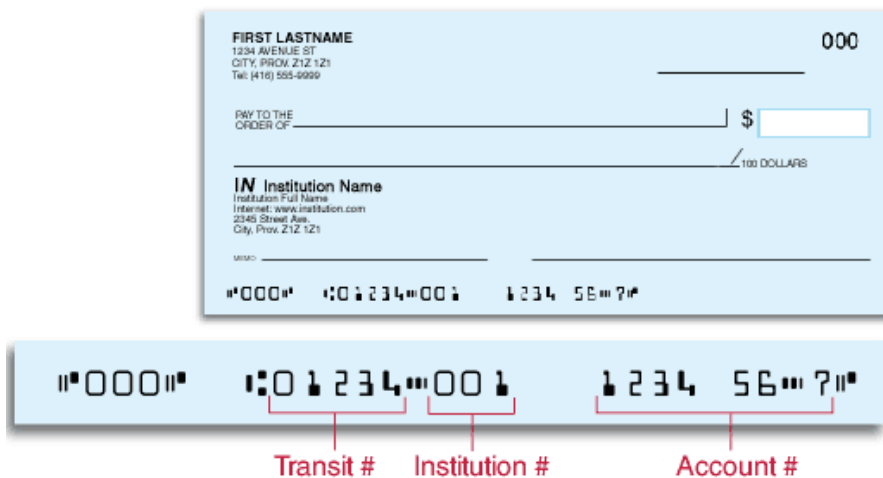 FIRST LASTNAME
000
1234 AVENUE ST
CITY, PROV. Z1Z 1Z1
Tel: (416) 555-9999
PAY TO THE
ORDER OF
$
100 DOLLARS
IN Institution Name
Institution Full Name
Internet: www.institution.com
2345 Street Ave.
City, Prov. Z1Z 1Z1
MEMO
⑈000⑈ ⑆01234⑉001 1234 56⑉7⑈
⑈000⑈ ⑆01234⑉001 1234 56⑉7⑈
Transit # Institution # Account #